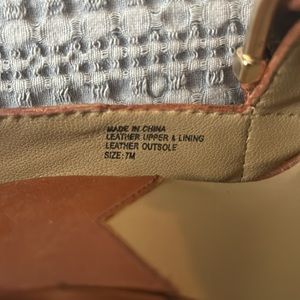 MADE IN CHINA
LEATHER UPPER & LINING
LEATHER OUTSOLE
SIZE: 7M